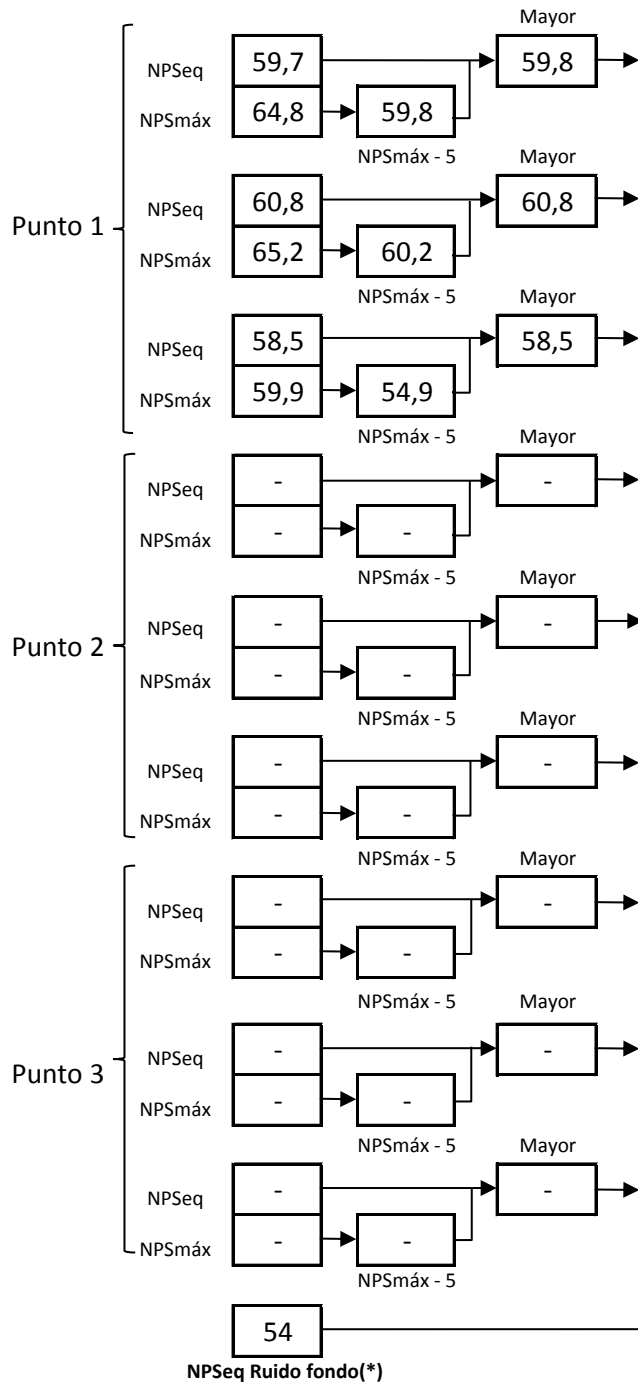 Mayor
NPSeq 59,7 59,8
NPSmáx 64,8 59,8
NPSmáx - 5
Mayor
NPSeq 60,8 60,8
Punto 1
NPSmáx 65,2 60,2
NPSmáx - 5
Mayor
NPSeq 58,5 58,5
NPSmáx 59,9 54,9
NPSmáx - 5
Mayor
NPSeq - -
NPSmáx - -
NPSmáx - 5
Mayor
NPSeq - -
Punto 2
NPSmáx - -
NPSmáx - 5
Mayor
NPSeq - -
NPSmáx - -
NPSmáx - 5
Mayor
NPSeq - -
NPSmáx - -
NPSmáx - 5
Mayor
NPSeq - -
Punto 3
NPSmáx - -
NPSmáx - 5
Mayor
NPSeq - -
NPSmáx - -
NPSmáx - 5
54
NPSeq Ruido fondo(*)